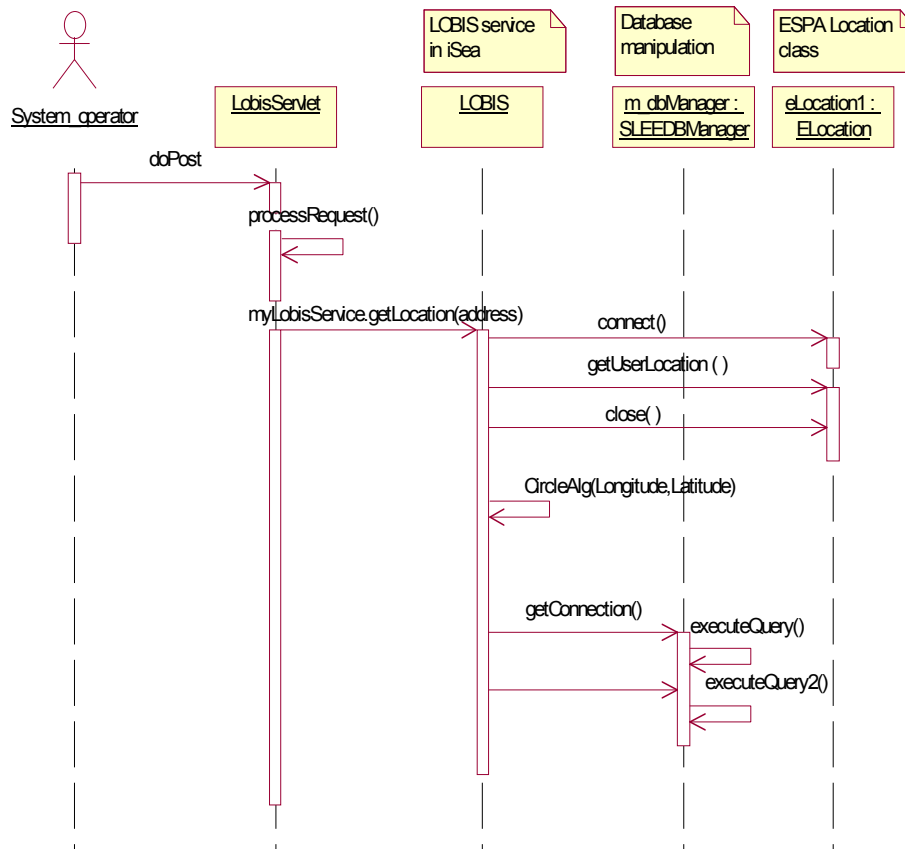 LOBIS service
in iSea
Database
manipulation
ESPA Location
class
System_operator
LobisServlet
LOBIS
m_dbManager :
SLEEDBManager
eLocation1 :
ELocation
doPost
processRequest()
myLobisService.getLocation(address)
connect()
getUserLocation ( )
close( )
CircleAlg(Longitude,Latitude)
getConnection()
executeQuery()
executeQuery2()